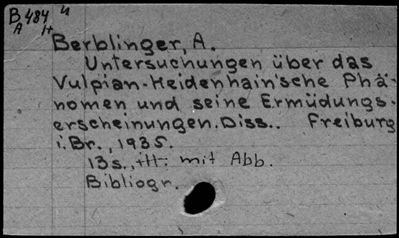 B 484 4
A H
Berblinger, A.
Untersuchungen über das
Vulpian-Heidenhain'sche Phä-
nomen und seine Ermüdungs-
erscheinungen. Diss.. Freiburg
i. Br., 1935.
13 s., : mit Abb.
Bibliogr.